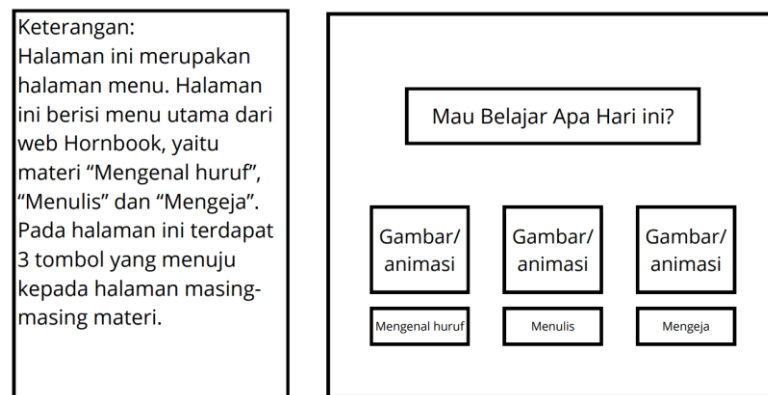 Keterangan:
Halaman ini merupakan
halaman menu. Halaman
ini berisi menu utama dari
web Hornbook, yaitu
materi “Mengenal huruf”,
“Menulis” dan “Mengeja”.
Pada halaman ini terdapat
3 tombol yang menuju
kepada halaman masing-
masing materi.
Mau Belajar Apa Hari ini?
Gambar/
animasi
Gambar/
animasi
Gambar/
animasi
Mengenal huruf
Menulis
Mengeja